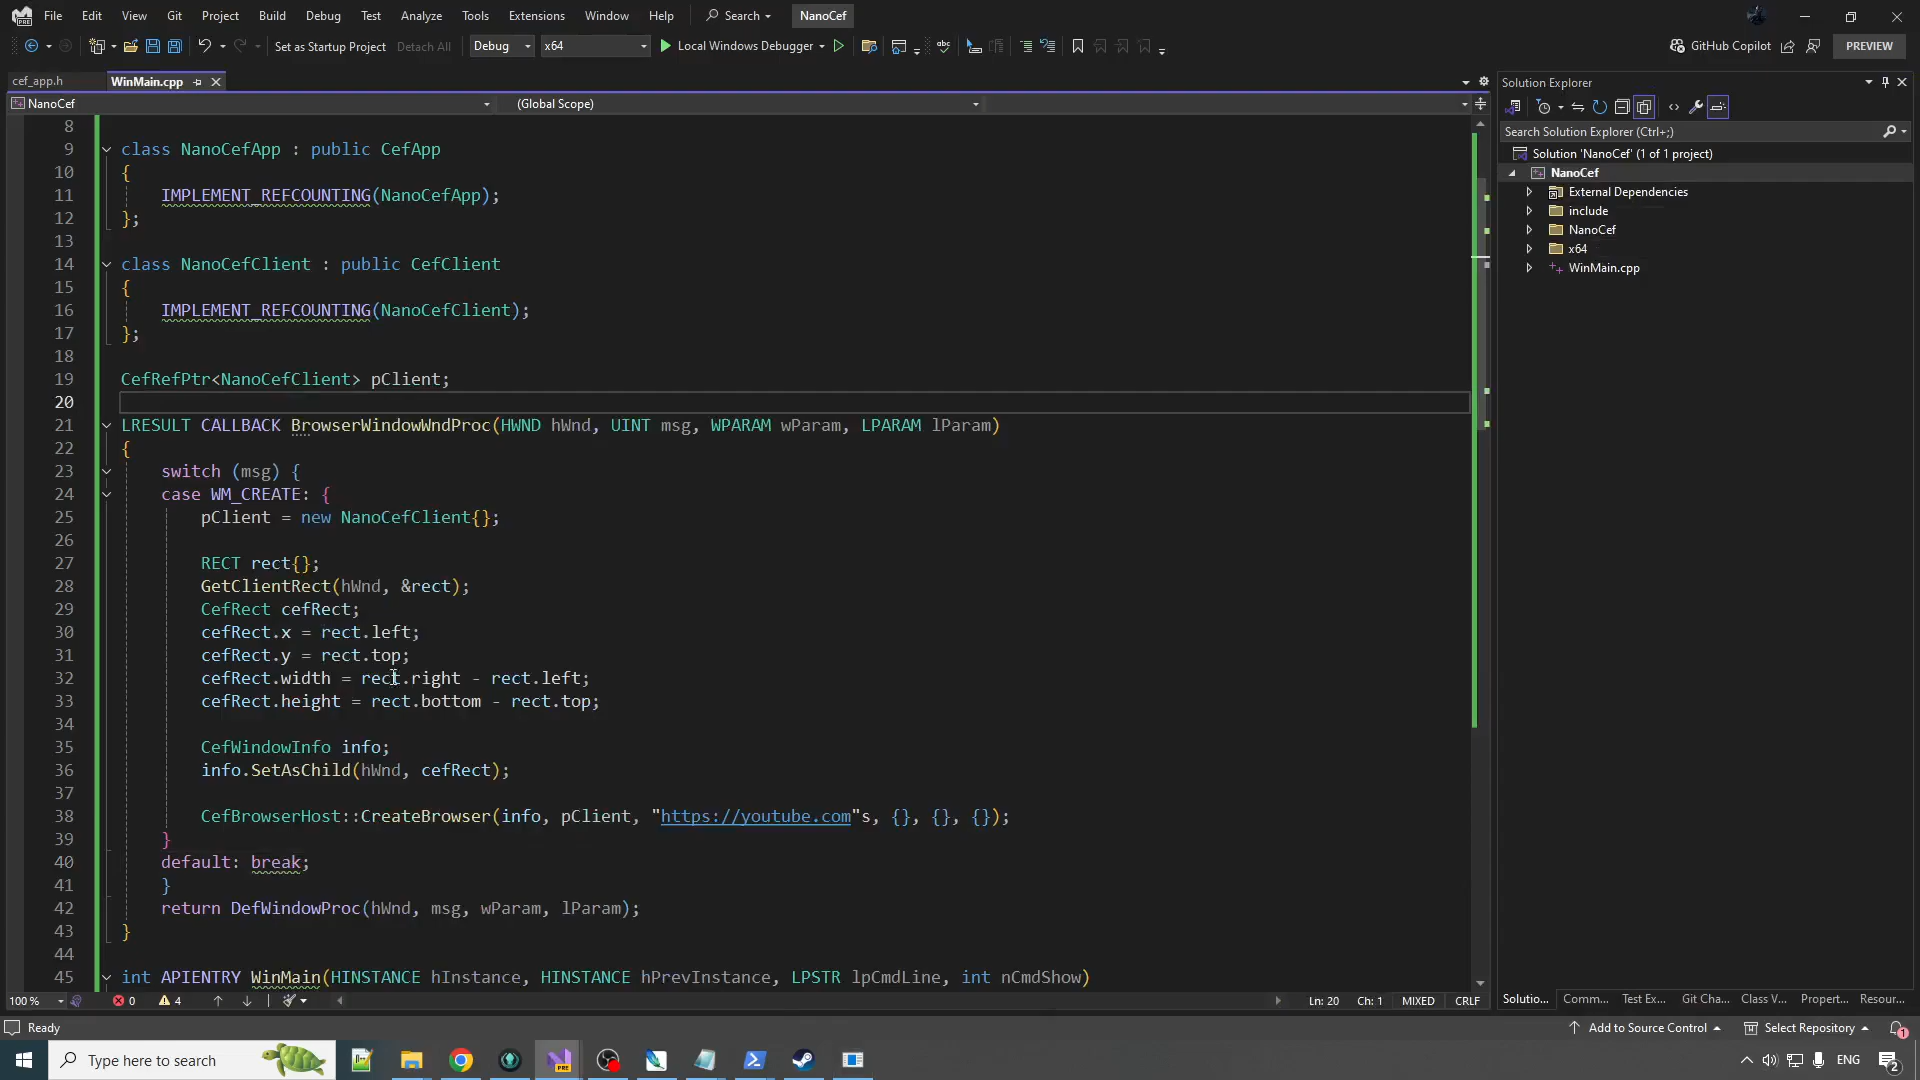 File Edit View Git Project Build Debug Test Analyze Tools Extensions Window Help Search NanoCef
Set as Startup Project Detach All Debug x64 Local Windows Debugger GitHub Copilot PREVIEW
cef_app.h WinMain.cpp
NanoCef (Global Scope)
8
9 class NanoCefApp : public CefApp
10 {
11 IMPLEMENT_REFCOUNTING(NanoCefApp);
12 };
13
14 class NanoCefClient : public CefClient
15 {
16 IMPLEMENT_REFCOUNTING(NanoCefClient);
17 };
18
19 CefRefPtr<NanoCefClient> pClient;
20
21 LRESULT CALLBACK BrowserWindowWndProc(HWND hWnd, UINT msg, WPARAM wParam, LPARAM lParam)
22 {
23 switch (msg) {
24 case WM_CREATE: {
25 pClient = new NanoCefClient{};
26
27 RECT rect{};
28 GetClientRect(hWnd, &rect);
29 CefRect cefRect;
30 cefRect.x = rect.left;
31 cefRect.y = rect.top;
32 cefRect.width = rect.right - rect.left;
33 cefRect.height = rect.bottom - rect.top;
34
35 CefWindowInfo info;
36 info.SetAsChild(hWnd, cefRect);
37
38 CefBrowserHost::CreateBrowser(info, pClient, "https://youtube.com"s, {}, {}, {});
39 }
40 default: break;
41 }
42 return DefWindowProc(hWnd, msg, wParam, lParam);
43 }
44
45 int APIENTRY WinMain(HINSTANCE hInstance, HINSTANCE hPrevInstance, LPSTR lpCmdLine, int nCmdShow)
100 % 0 4 Ln: 20 Ch: 1 MIXED CRLF
Solution Explorer
Search Solution Explorer (Ctrl+;)
Solution 'NanoCef' (1 of 1 project)
NanoCef
External Dependencies
include
NanoCef
x64
WinMain.cpp
Solutio... Comm... Test Ex... Git Cha... Class V... Propert... Resour...
Ready Add to Source Control Select Repository 1
Type here to search PRE ENG 2